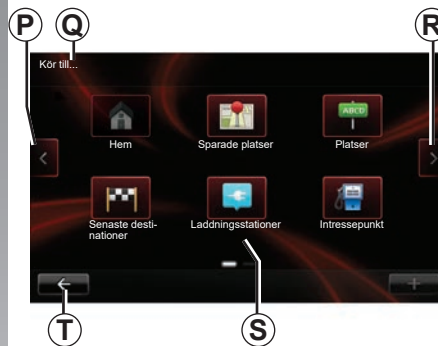 P Q R
Kör till...
ABCD
Hem Sparade platser Platser
Senaste desti-
nationer Laddningsstationer Intressepunkt
T S